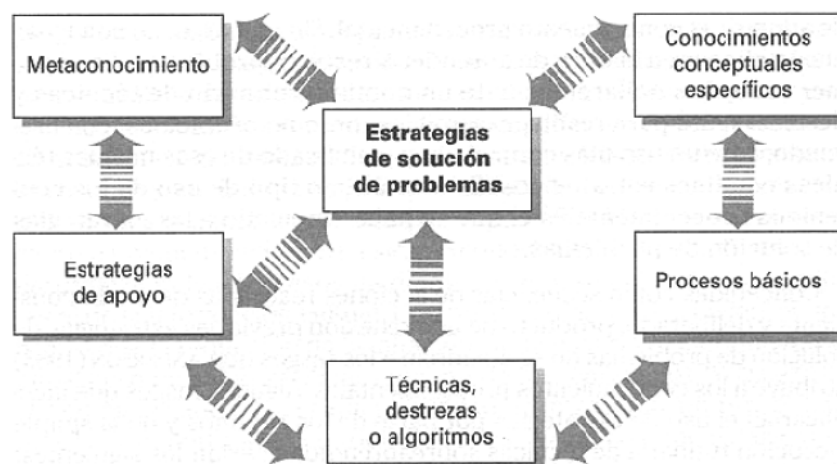 Metaconocimiento
Conocimientos
conceptuales
específicos
Estrategias
de solución
de problemas
Estrategias
de apoyo
Procesos básicos
Técnicas,
destrezas
o algoritmos